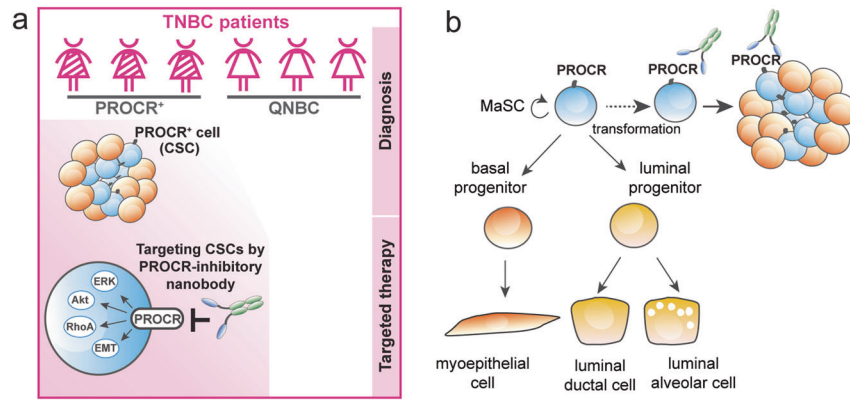 a
TNBC patients
PROCR+
QNBC
Diagnosis
PROCR+ cell
(CSC)
Targeting CSCs by
PROCR-inhibitory
nanobody
ERK
Akt
RhoA
EMT
PROCR
Targeted therapy
b
PROCR
PROCR
PROCR
MaSC
transformation
basal
progenitor
luminal
progenitor
myoepithelial
cell
luminal
ductal cell
luminal
alveolar cell